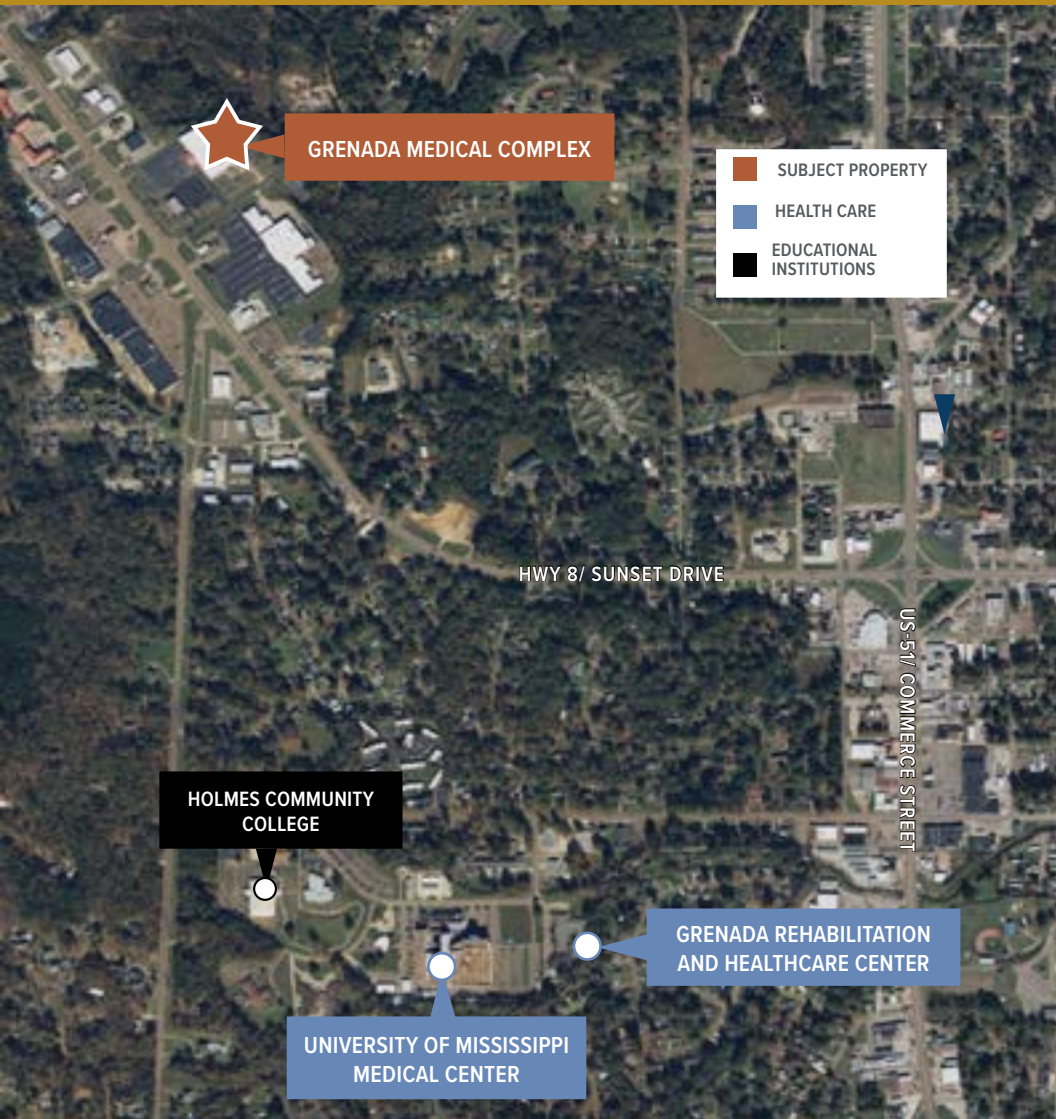 GRENADA MEDICAL COMPLEX
SUBJECT PROPERTY
HEALTH CARE
EDUCATIONAL
INSTITUTIONS
HWY 8/ SUNSET DRIVE
US-51/ COMMERCE STREET
HOLMES COMMUNITY
COLLEGE
GRENADA REHABILITATION
AND HEALTHCARE CENTER
UNIVERSITY OF MISSISSIPPI
MEDICAL CENTER